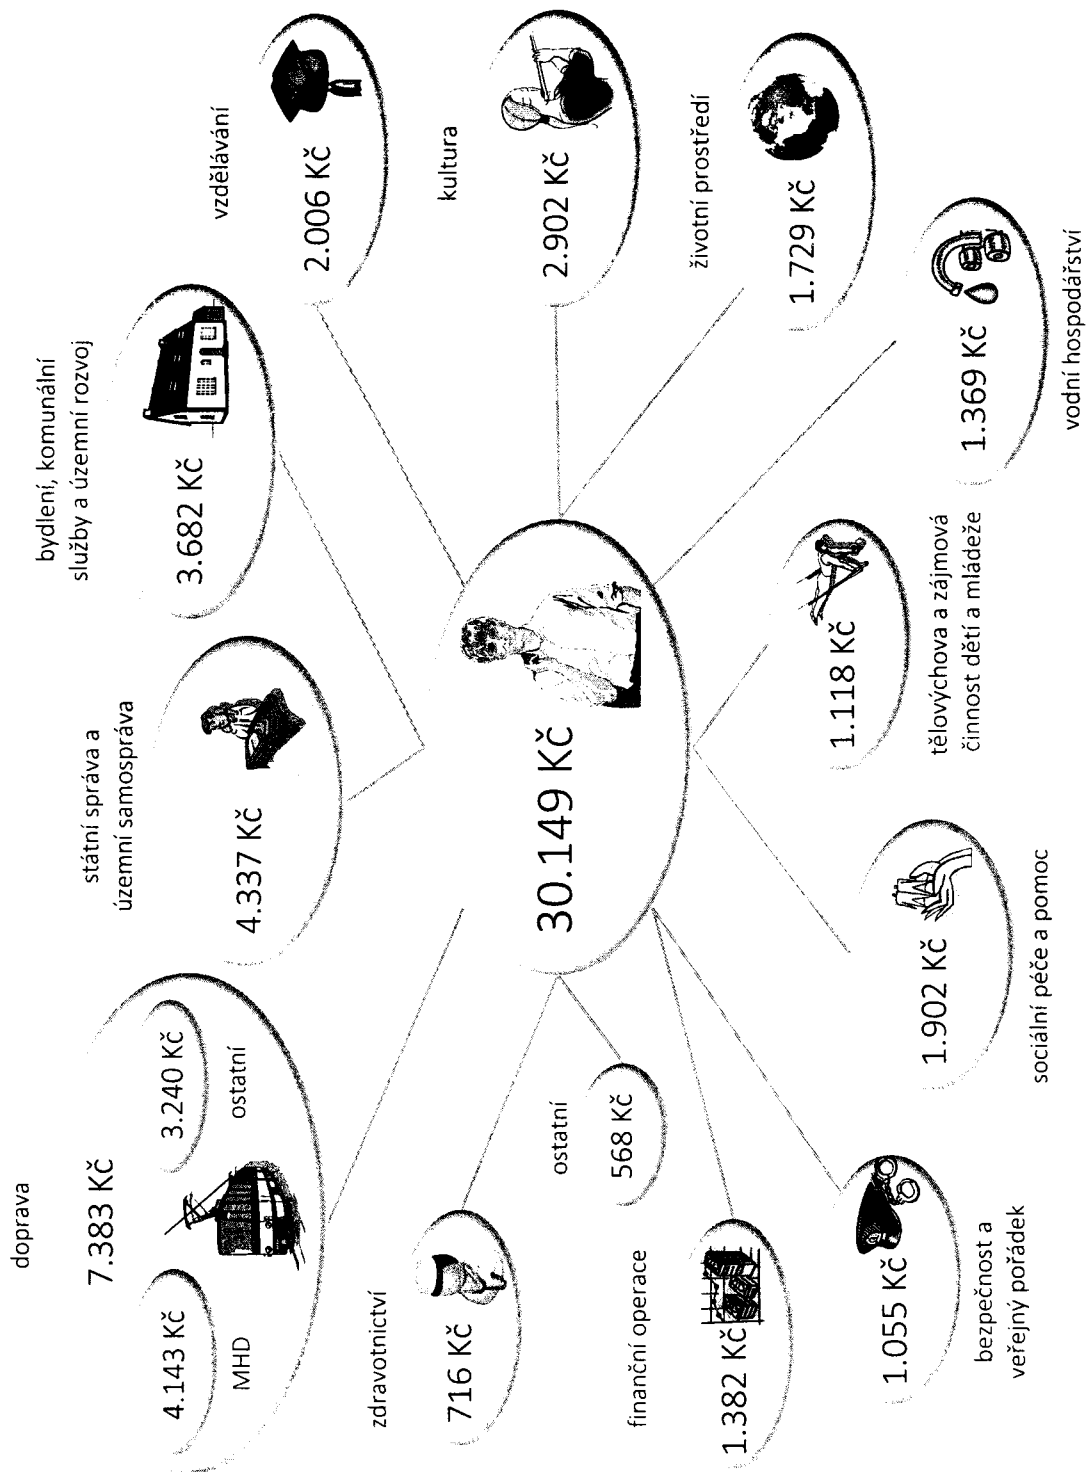 doprava
7.383 Kč
4.143 Kč
MHD
3.240 Kč
ostatní
státní správa a
územní samospráva
4.337 Kč
bydlení, komunální
služby a územní rozvoj
3.682 Kč
vzdělávání
2.006 Kč
kultura
2.902 Kč
životní prostředí
1.729 Kč
30.149 Kč
zdravotnictví
716 Kč
ostatní
568 Kč
finanční operace
1.382 Kč
1.055 Kč
bezpečnost a
veřejný pořádek
1.902 Kč
sociální péče a pomoc
1.118 Kč
tělovýchova a zájmová
činnost dětí a mládeže
1.369 Kč
vodní hospodářství